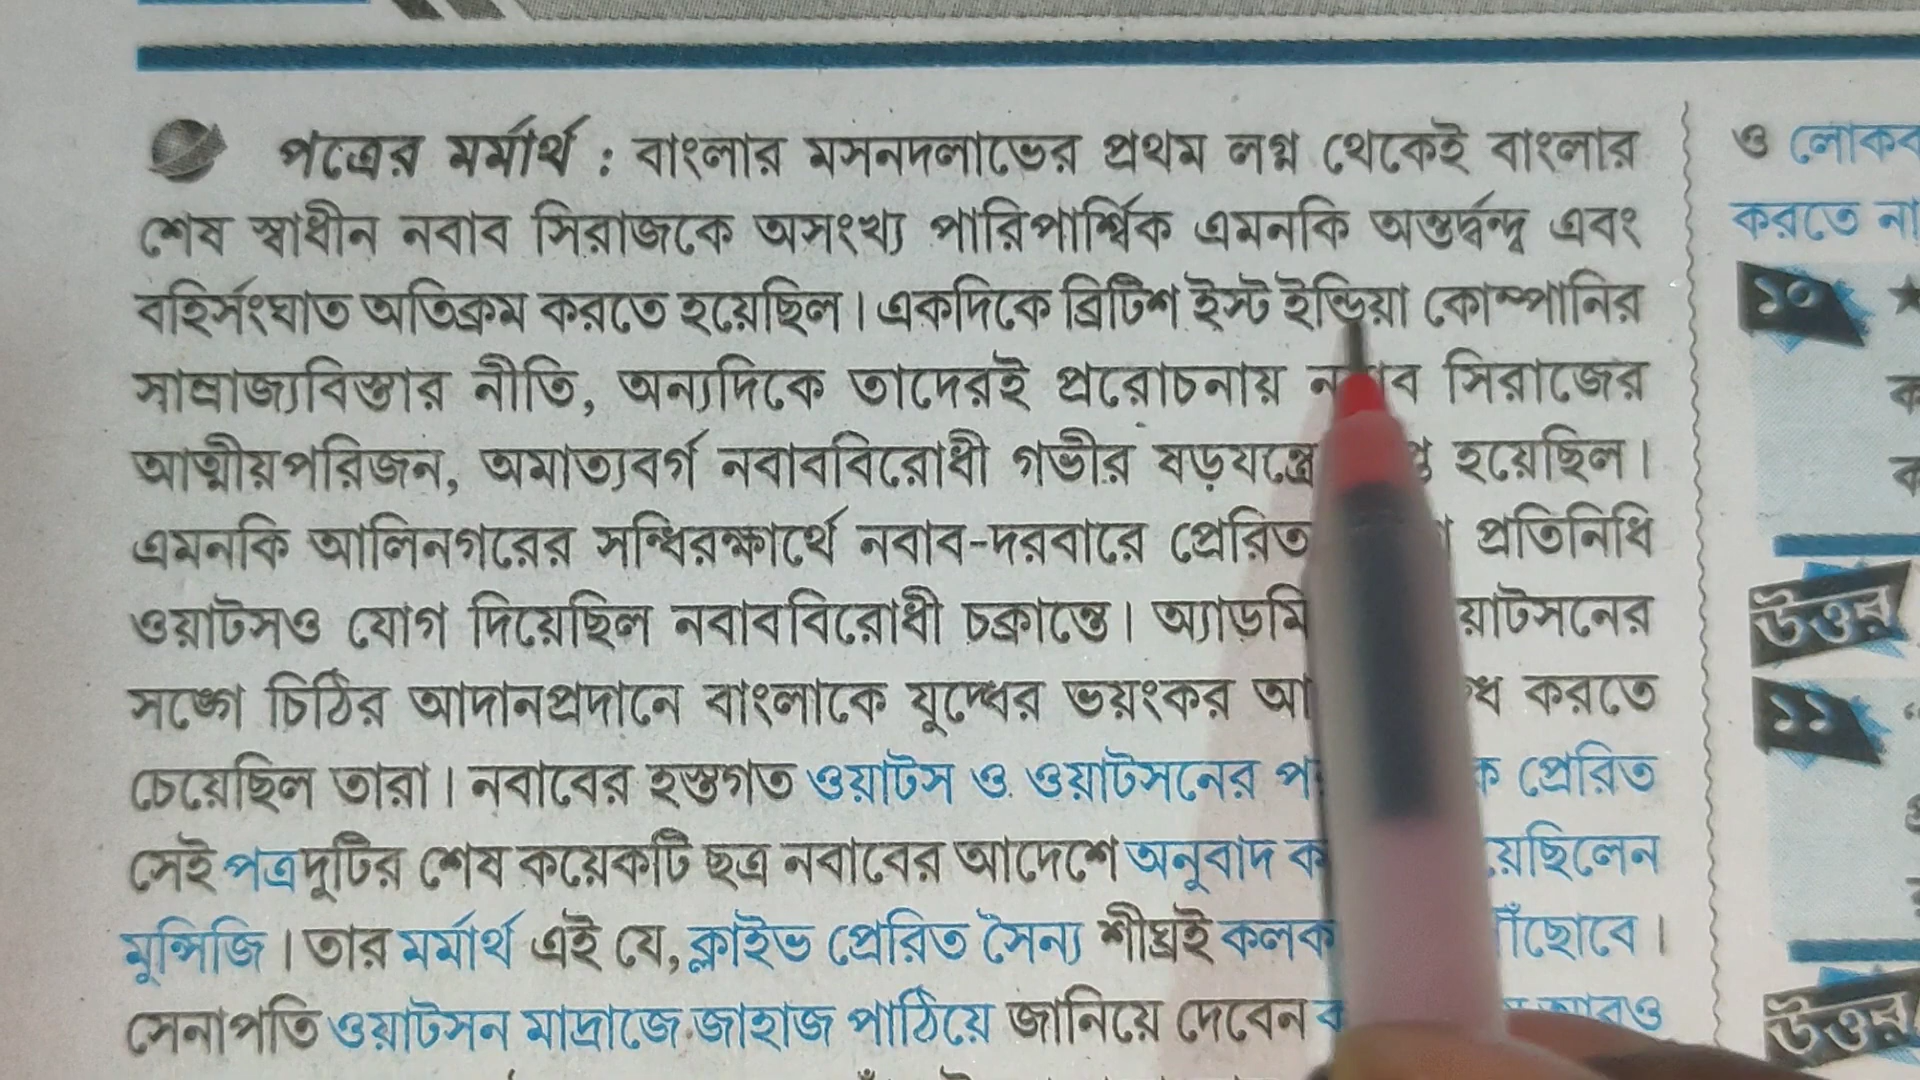 পত্রের মর্মার্থ : বাংলার মসনদলাভের প্রথম লগ্ন থেকেই বাংলার
শেষ স্বাধীন নবাব সিরাজকে অসংখ্য পারিপার্শ্বিক এমনকি অন্তর্দ্বন্দ্ব এবং
বহির্সংঘাত অতিক্রম করতে হয়েছিল। একদিকে ব্রিটিশ ইস্ট ইন্ডিয়া কোম্পানির
সাম্রাজ্যবিস্তার নীতি, অন্যদিকে তাদেরই প্ররোচনায় সিরাজের
আত্মীয়পরিজন, অমাত্যবর্গ নবাববিরোধী গভীর ষড়যন্ত্রে হয়েছিল।
এমনকি আলিনগরের সন্ধিরক্ষার্থে নবাব-দরবারে প্রেরিত প্রতিনিধি
ওয়াটসও যোগ দিয়েছিল নবাববিরোধী চক্রান্তে।
সঙ্গে চিঠির আদানপ্রদানে বাংলাকে যুদ্ধের ভয়ংকর করতে
চেয়েছিল তারা। নবাবের হস্তগত ওয়াটস ও ওয়াটসনের প্রেরিত
সেই পত্রদুটির শেষ কয়েকটি ছত্র নবাবের আদেশে অনুবাদ
মুন্সিজি। তার মর্মার্থ এই যে, ক্লাইভ প্রেরিত সৈন্য শীঘ্রই
সেনাপতি ওয়াটসন মাদ্রাজে জাহাজ পাঠিয়ে জানিয়ে দেবেন
ও
করতে
১০
উত্তর
১১
উত্তর